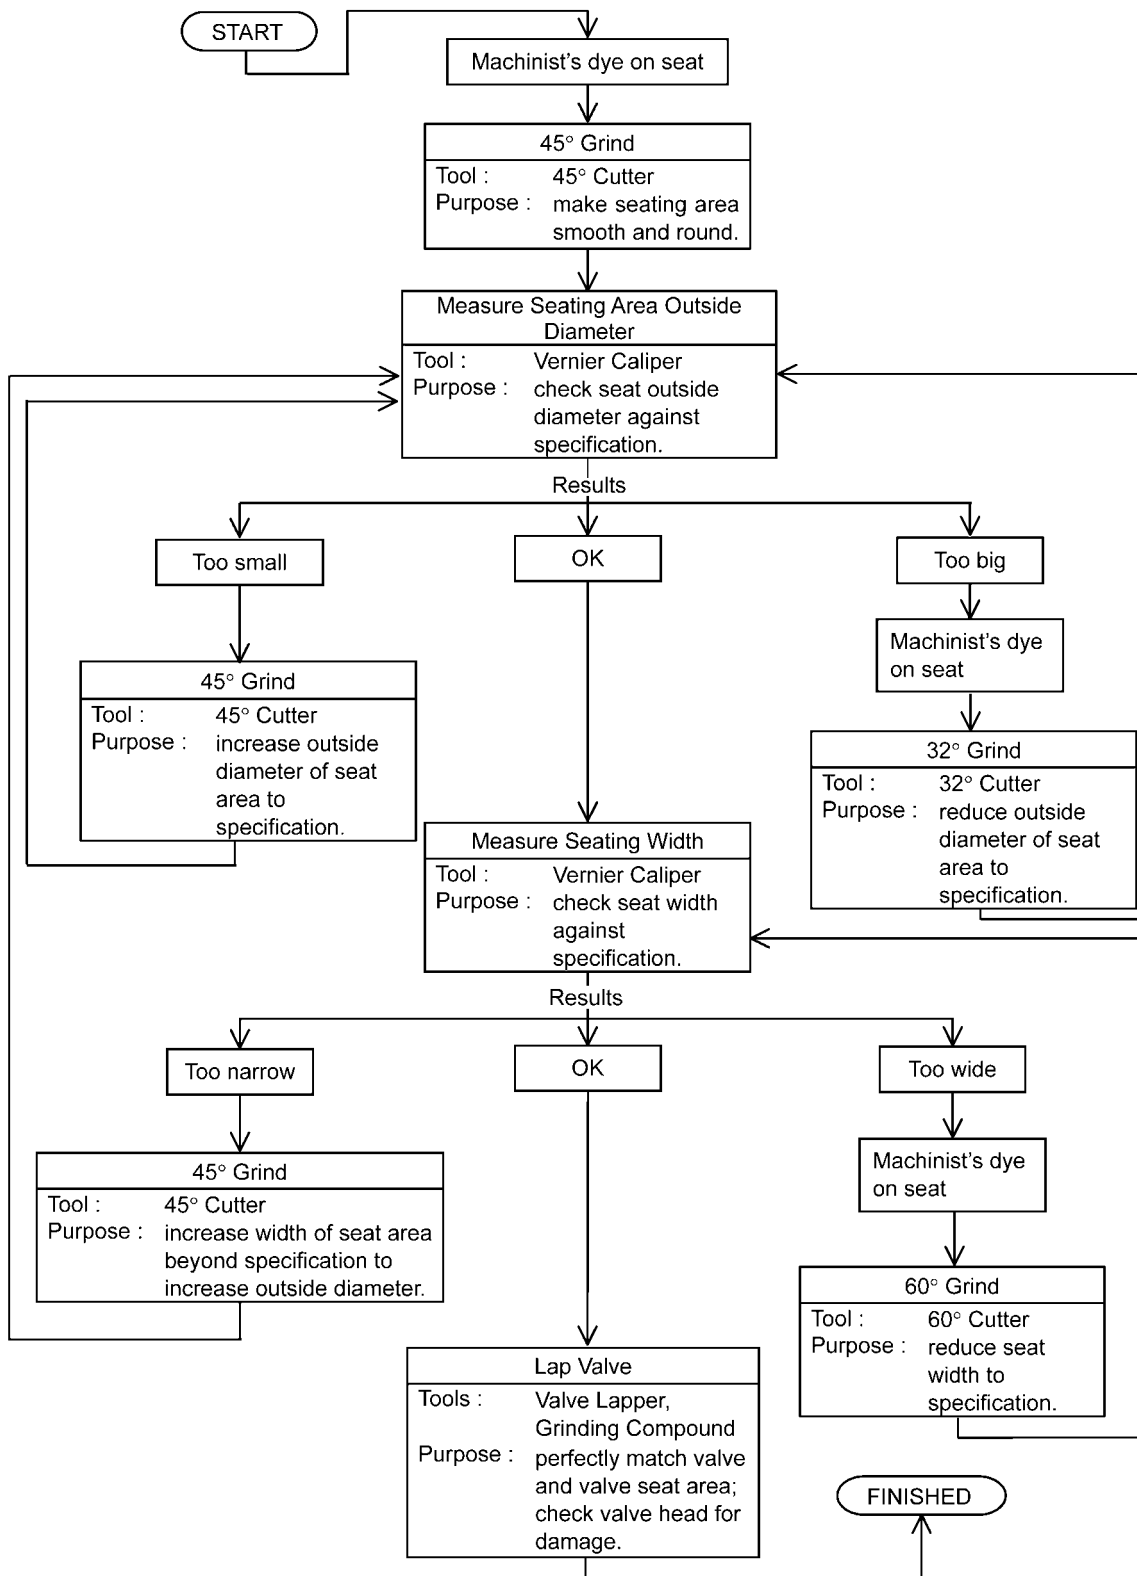 START
Machinist's dye on seat
45° Grind
Tool : 45° Cutter
Purpose : make seating area
smooth and round.
Measure Seating Area Outside
Diameter
Tool : Vernier Caliper
Purpose : check seat outside
diameter against
specification.
Results
Too small
OK
Too big
Machinist's dye
on seat
45° Grind
Tool : 45° Cutter
Purpose : increase outside
diameter of seat
area to
specification.
32° Grind
Tool : 32° Cutter
Purpose : reduce outside
diameter of seat
area to
specification.
Measure Seating Width
Tool : Vernier Caliper
Purpose : check seat width
against
specification.
Results
Too narrow
OK
Too wide
Machinist's dye
on seat
45° Grind
Tool : 45° Cutter
Purpose : increase width of seat area
beyond specification to
increase outside diameter.
60° Grind
Tool : 60° Cutter
Purpose : reduce seat
width to
specification.
Lap Valve
Tools : Valve Lapper,
Grinding Compound
Purpose : perfectly match valve
and valve seat area;
check valve head for
damage.
FINISHED